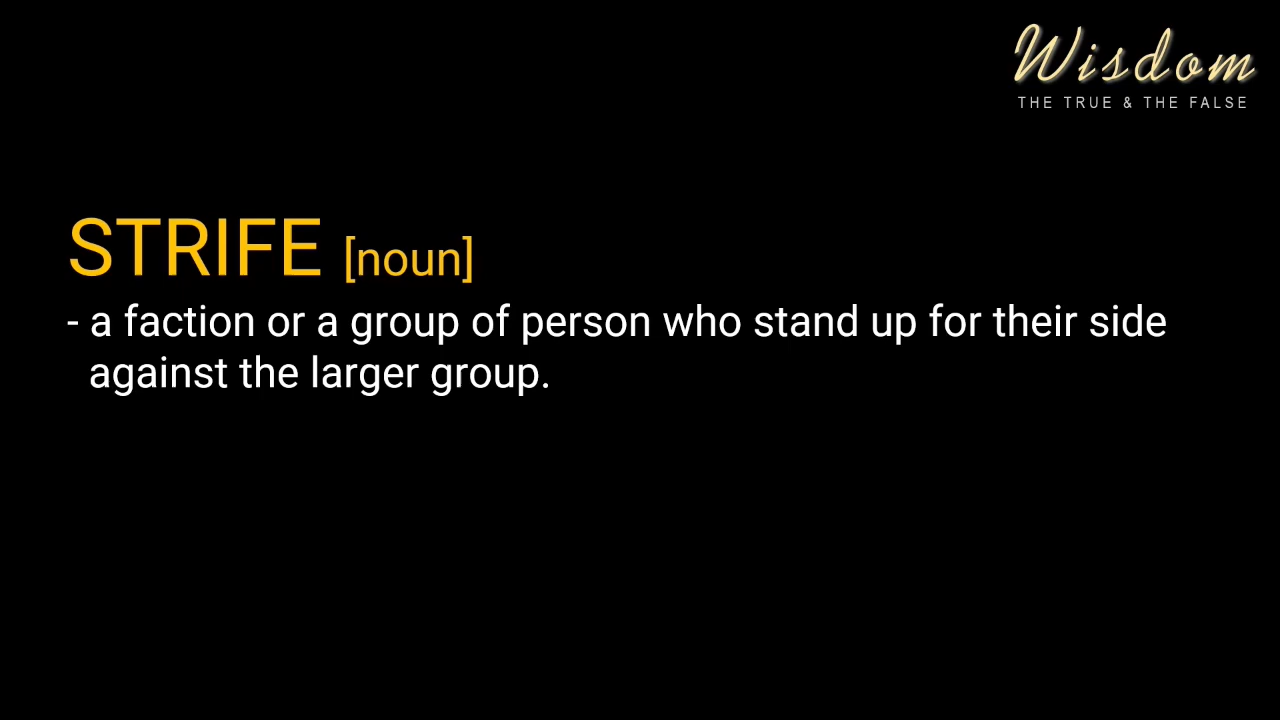 Wisdom
THE TRUE & THE FALSE
STRIFE [noun]
- a faction or a group of person who stand up for their side
against the larger group.